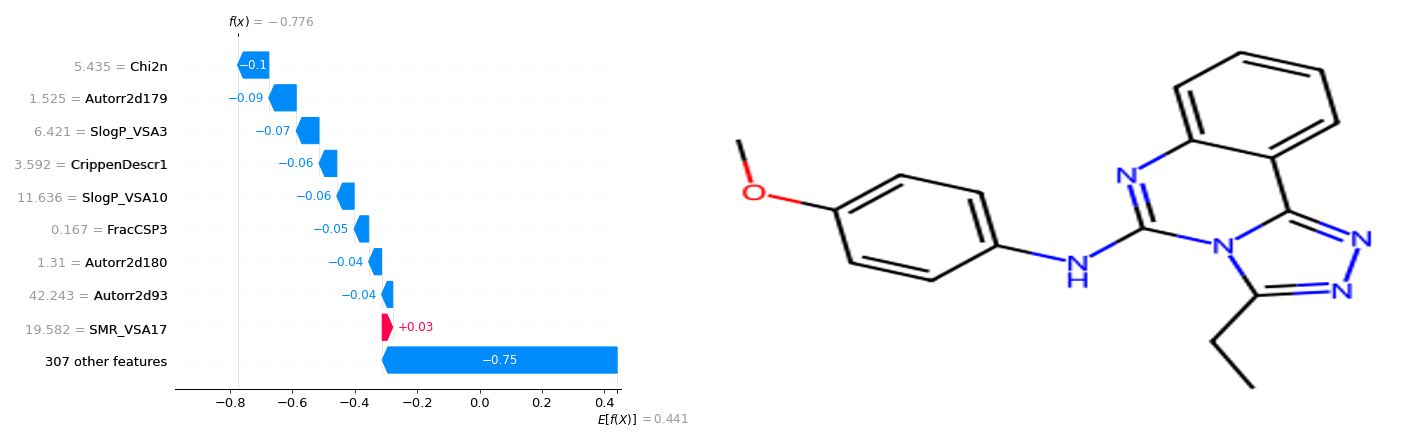 f(x) = −0.776
5.435 = Chi2n
−0.1
1.525 = Autorr2d179
−0.09
6.421 = SlogP_VSA3
−0.07
3.592 = CrippenDescr1
−0.06
11.636 = SlogP_VSA10
−0.06
0.167 = FracCSP3
−0.05
1.31 = Autorr2d180
−0.04
42.243 = Autorr2d93
−0.04
19.582 = SMR_VSA17
+0.03
307 other features
−0.75
−0.8 −0.6 −0.4 −0.2 0.0 0.2 0.4
E[f(X)] = 0.441
O
N
H
N
N
N
N